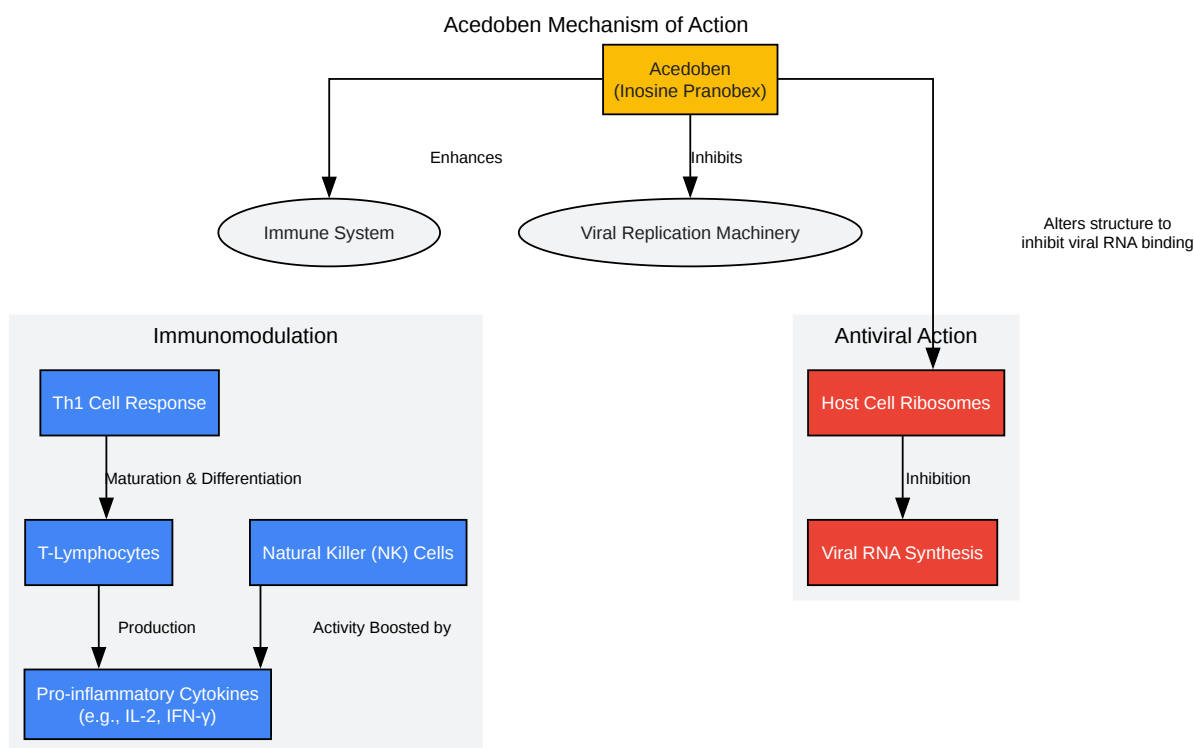 Acedoben Mechanism of Action
Acedoben
(Inosine Pranobex)
Enhances
Inhibits
Immune System
Viral Replication Machinery
Alters structure to
inhibit viral RNA binding
Immunomodulation
Antiviral Action
Th1 Cell Response
Host Cell Ribosomes
Maturation & Differentiation
Inhibition
T-Lymphocytes
Natural Killer (NK) Cells
Viral RNA Synthesis
Production
Activity Boosted by
Pro-inflammatory Cytokines
(e.g., IL-2, IFN-γ)